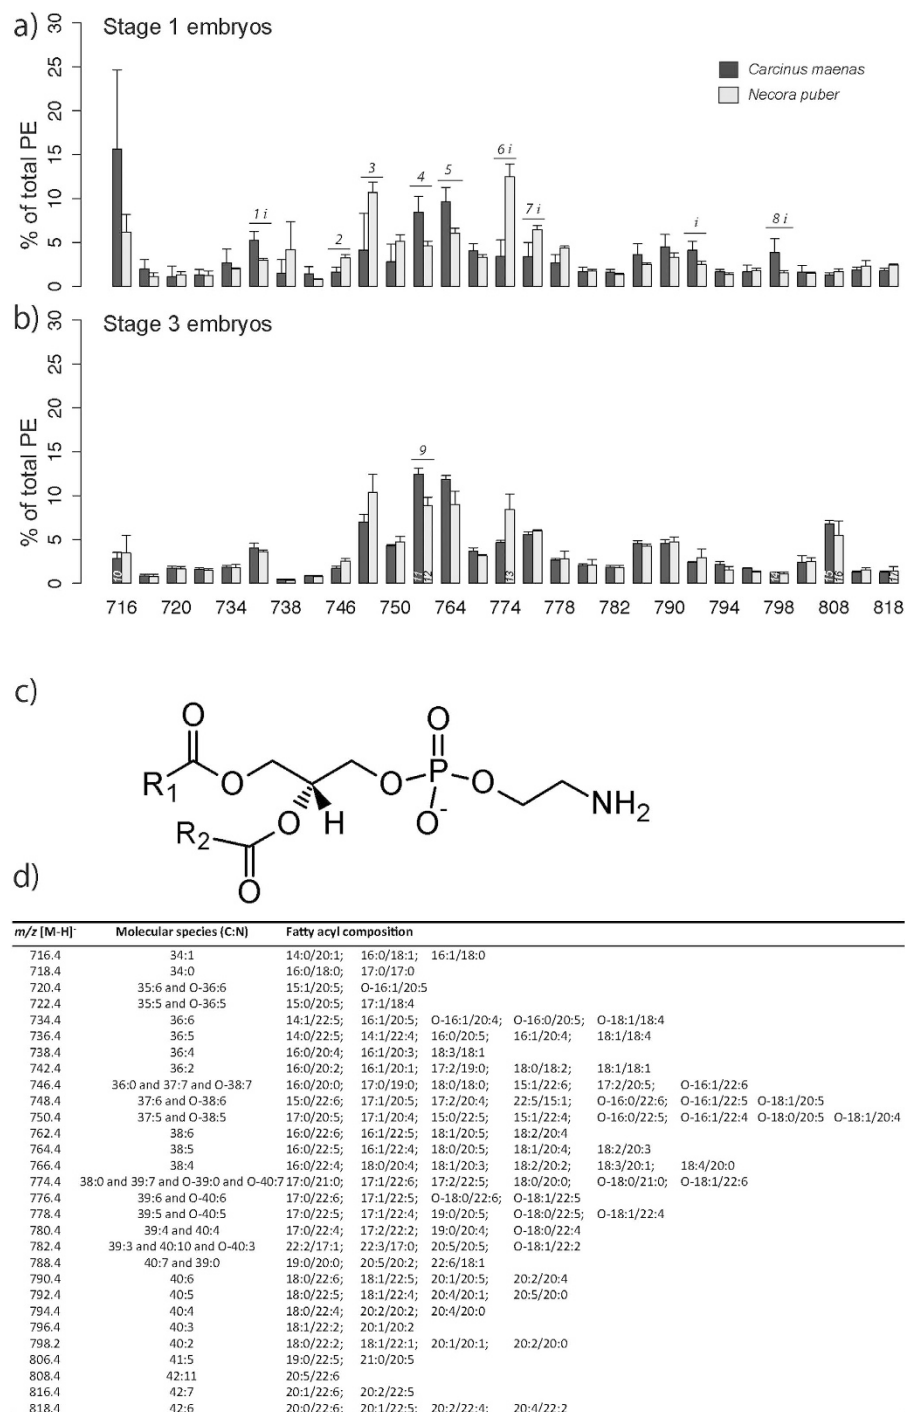 a)
Stage 1 embryos
Carcinus maenas
Necora puber
% of total PE
30
25
20
15
10
5
0
1 i
2
3
4
5
6 i
7 i
i
8 i
b)
Stage 3 embryos
% of total PE
30
25
20
15
10
5
0
9
10
11
12
13
14
15
16
17
716 720 734 738 746 750 764 774 778 782 790 794 798 808 818
c)
O
R1 O
O
O P O
O-
NH2
R2 O H
O
d)
m/z [M-H]- Molecular species (C:N) Fatty acyl composition
716.4 34:1 14:0/20:1; 16:0/18:1; 16:1/18:0
718.4 34:0 16:0/18:0; 17:0/17:0
720.4 35:6 and O-36:6 15:1/20:5; O-16:1/20:5
722.4 35:5 and O-36:5 15:0/20:5; 17:1/18:4
734.4 36:6 14:1/22:5; 16:1/20:5; O-16:1/20:4; O-16:0/20:5; O-18:1/18:4
736.4 36:5 14:0/22:5; 14:1/22:4; 16:0/20:5; 16:1/20:4; 18:1/18:4
738.4 36:4 16:0/20:4; 16:1/20:3; 18:3/18:1
742.4 36:2 16:0/20:2; 16:1/20:1; 17:2/19:0; 18:0/18:2; 18:1/18:1
746.4 36:0 and 37:7 and O-38:7 16:0/20:0; 17:0/19:0; 18:0/18:0; 15:1/22:6; 17:2/20:5; O-16:1/22:6
748.4 37:6 and O-38:6 15:0/22:6; 17:1/20:5; 17:2/20:4; 22:5/15:1; O-16:0/22:6; O-16:1/22:5 O-18:1/20:5
750.4 37:5 and O-38:5 17:0/20:5; 17:1/20:4; 15:0/22:5; 15:1/22:4; O-16:0/22:5; O-16:1/22:4 O-18:0/20:5 O-18:1/20:4
762.4 38:6 16:0/22:6; 16:1/22:5; 18:1/20:5; 18:2/20:4
764.4 38:5 16:0/22:5; 16:1/22:4; 18:0/20:5; 18:1/20:4; 18:2/20:3
766.4 38:4 16:0/22:4; 18:0/20:4; 18:1/20:3; 18:2/20:2; 18:3/20:1; 18:4/20:0
774.4 38:0 and 39:7 and O-39:0 and O-40:7 17:0/21:0; 17:1/22:6; 17:2/22:5; 18:0/20:0; O-18:0/21:0; O-18:1/22:6
776.4 39:6 and O-40:6 17:0/22:6; 17:1/22:5; O-18:0/22:6; O-18:1/22:5
778.4 39:5 and O-40:5 17:0/22:5; 17:1/22:4; 19:0/20:5; O-18:0/22:5; O-18:1/22:4
780.4 39:4 and 40:4 17:0/22:4; 17:2/22:2; 19:0/20:4; O-18:0/22:4
782.4 39:3 and 40:10 and O-40:3 22:2/17:1; 22:3/17:0; 20:5/20:5; O-18:1/22:2
788.4 40:7 and 39:0 19:0/20:0; 20:5/20:2; 22:6/18:1
790.4 40:6 18:0/22:6; 18:1/22:5; 20:1/20:5; 20:2/20:4
792.4 40:5 18:0/22:5; 18:1/22:4; 20:4/20:1; 20:5/20:0
794.4 40:4 18:0/22:4; 20:2/20:2; 20:4/20:0
796.4 40:3 18:1/22:2; 20:1/20:2
798.2 40:2 18:0/22:2; 18:1/22:1; 20:1/20:1; 20:2/20:0
806.4 41:5 19:0/22:5; 21:0/20:5
808.4 42:11 20:5/22:6
816.4 42:7 20:1/22:6; 20:2/22:5
818.4 42:6 20:0/22:6; 20:1/22:5; 20:2/22:4; 20:4/22:2